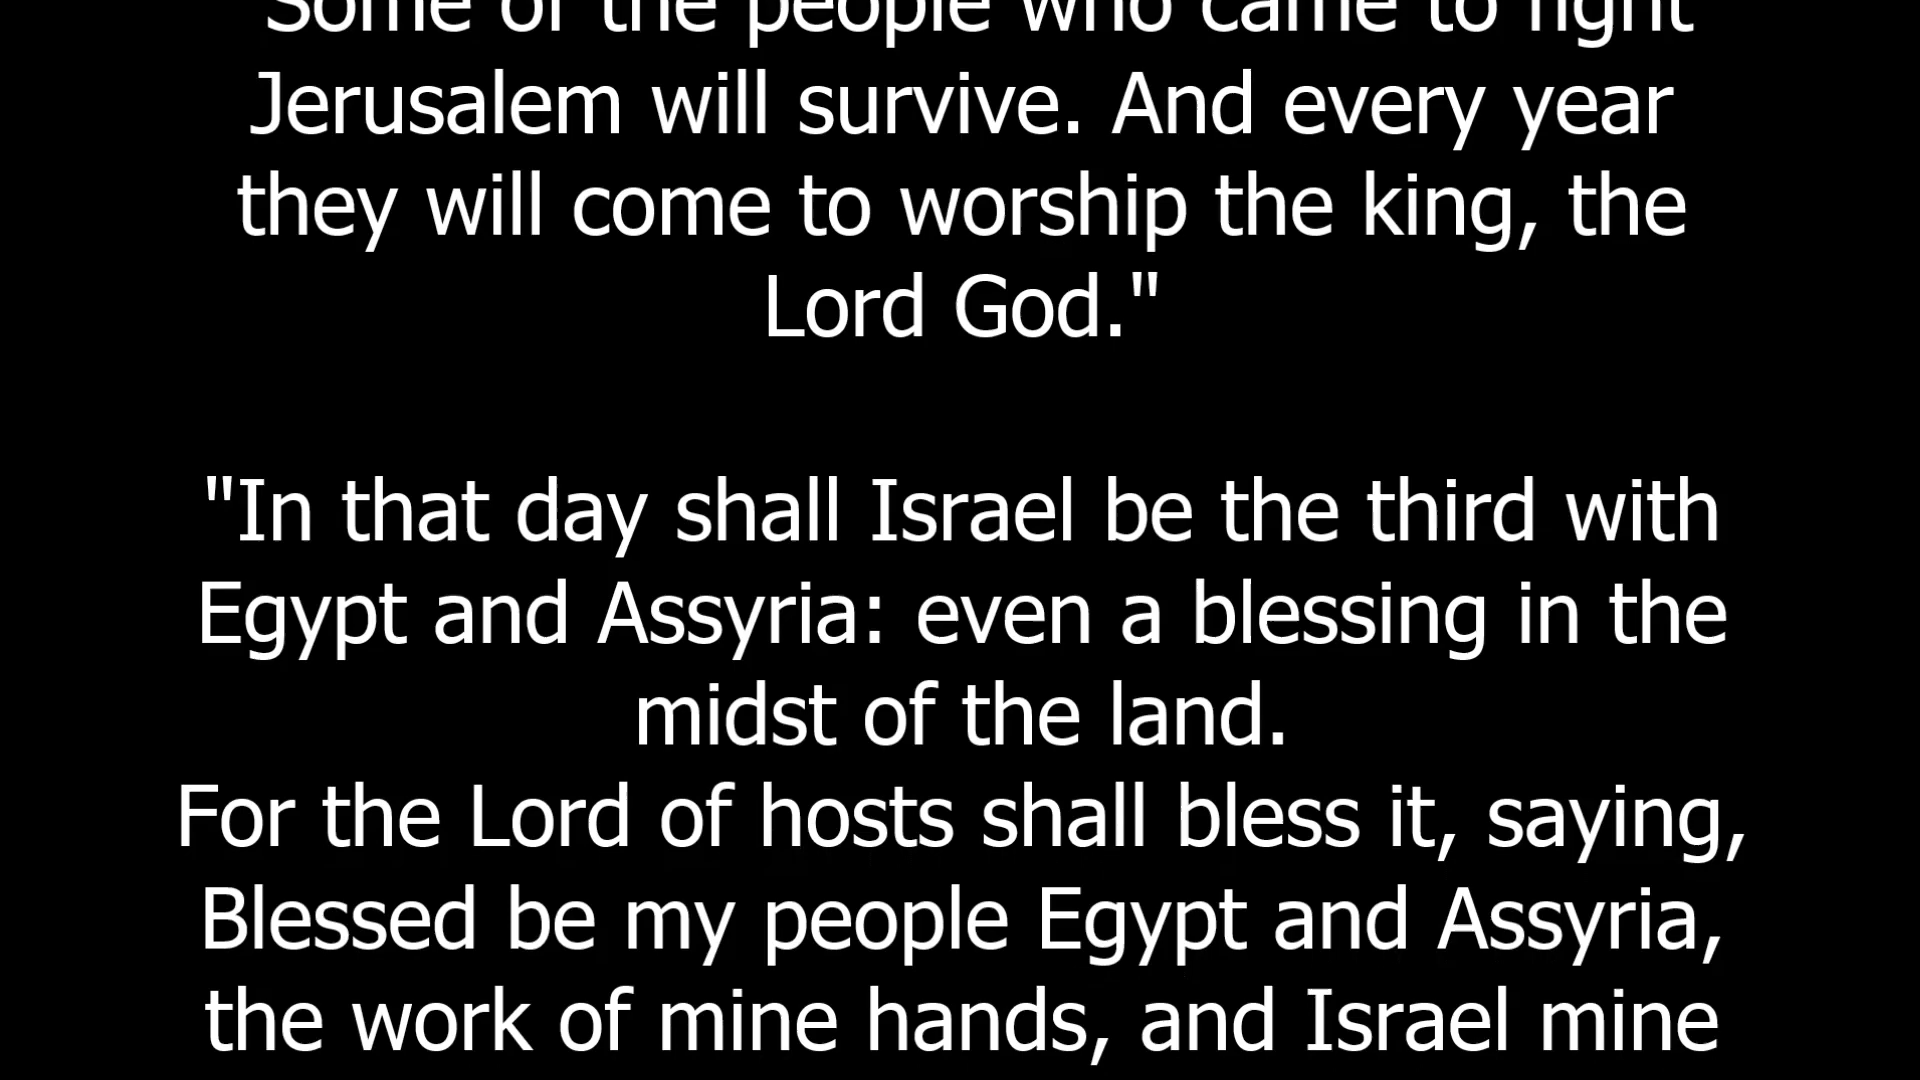 Some of the people who came to fight
Jerusalem will survive. And every year
they will come to worship the king, the
Lord God."
"In that day shall Israel be the third with
Egypt and Assyria: even a blessing in the
midst of the land.
For the Lord of hosts shall bless it, saying,
Blessed be my people Egypt and Assyria,
the work of mine hands, and Israel mine